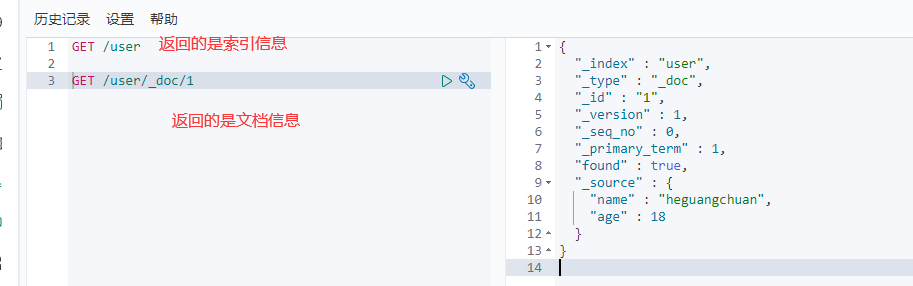 历史记录 设置 帮助
1 GET /user 返回的是索引信息
2
3 GET /user/_doc/1
返回的是文档信息
1 {
2 "_index" : "user",
3 "_type" : "_doc",
4 "_id" : "1",
5 "_version" : 1,
6 "_seq_no" : 0,
7 "_primary_term" : 1,
8 "found" : true,
9 "_source" : {
10 "name" : "heguangchuan",
11 "age" : 18
12 }
13 }
14